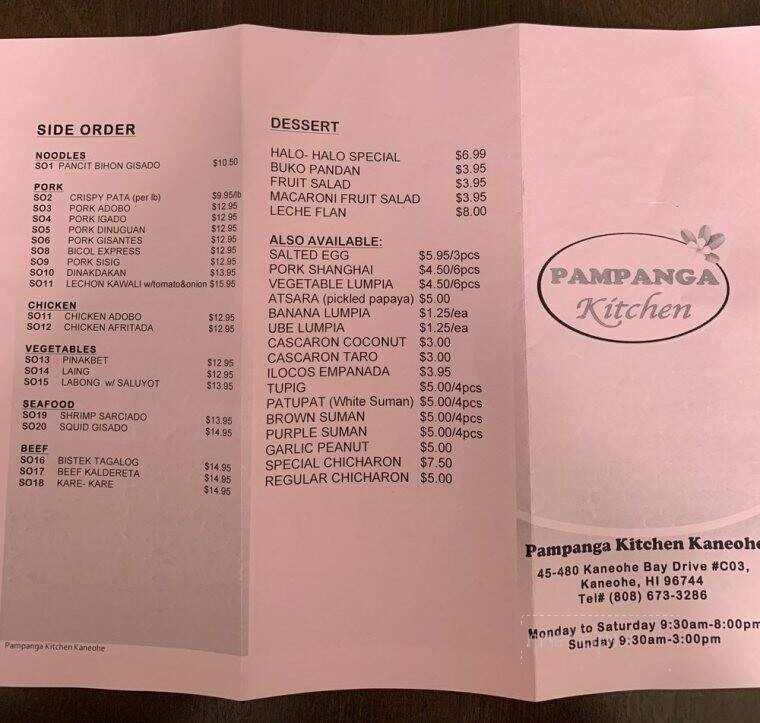 SIDE ORDER
NOODLES
SO1 PANCIT BIHON GISADO $10.50
PORK
SO2 CRISPY PATA (per lb) $9.95/lb
SO3 PORK ADOBO $12.95
SO4 PORK IGADO $12.95
SO5 PORK DINUGUAN $12.95
SO6 PORK GISANTES $12.95
SO8 BICOL EXPRESS $12.95
SO9 PORK SISIG $12.95
SO10 DINAKDAKAN $13.95
SO11 LECHON KAWALI w/tomato&onion $15.95
CHICKEN
SO11 CHICKEN ADOBO $12.95
SO12 CHICKEN AFRITADA $12.95
VEGETABLES
SO13 PINAKBET $12.95
SO14 LAING $12.95
SO15 LABONG w/ SALUYOT $13.95
SEAFOOD
SO19 SHRIMP SARCIADO $13.95
SO20 SQUID GISADO $14.95
BEEF
SO16 BISTEK TAGALOG $14.95
SO17 BEEF KALDERETA $14.95
SO18 KARE- KARE $14.95
Pampanga Kitchen Kaneohe
DESSERT
HALO- HALO SPECIAL $6.99
BUKO PANDAN $3.95
FRUIT SALAD $3.95
MACARONI FRUIT SALAD $3.95
LECHE FLAN $8.00
ALSO AVAILABLE:
SALTED EGG $5.95/3pcs
PORK SHANGHAI $4.50/6pcs
VEGETABLE LUMPIA $4.50/6pcs
ATSARA (pickled papaya) $5.00
BANANA LUMPIA $1.25/ea
UBE LUMPIA $1.25/ea
CASCARON COCONUT $3.00
CASCARON TARO $3.00
ILOCOS EMPANADA $3.95
TUPIG $5.00/4pcs
PATUPAT (White Suman) $5.00/4pcs
BROWN SUMAN $5.00/4pcs
PURPLE SUMAN $5.00/4pcs
GARLIC PEANUT $5.00
SPECIAL CHICHARON $7.50
REGULAR CHICHARON $5.00
PAMPANGA
Kitchen
Pampanga Kitchen Kaneohe
45-480 Kaneohe Bay Drive #C03,
Kaneohe, HI 96744
Tel# (808) 673-3286
Monday to Saturday 9:30am-8:00pm
Sunday 9:30am-3:00pm